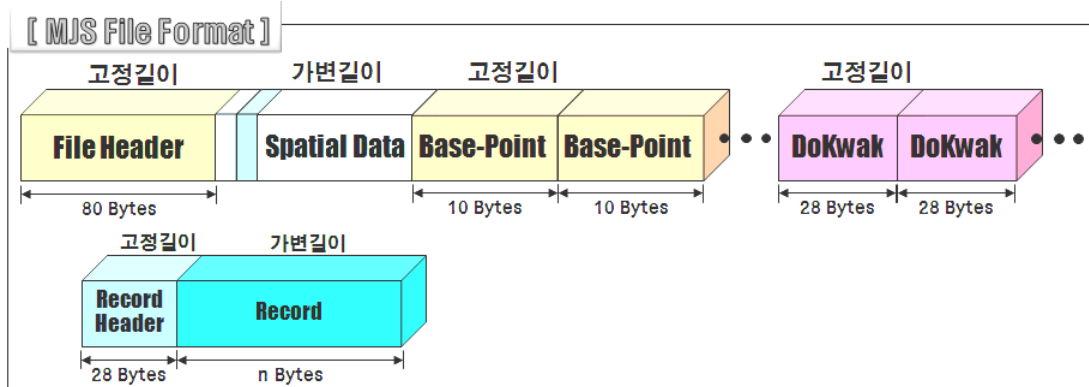 [ MJS File Format ]
고정길이 가변길이 고정길이 고정길이
File Header Spatial Data Base-Point Base-Point DoKwak DoKwak
80 Bytes 10 Bytes 10 Bytes 28 Bytes 28 Bytes
고정길이 가변길이
Record Header Record
28 Bytes n Bytes